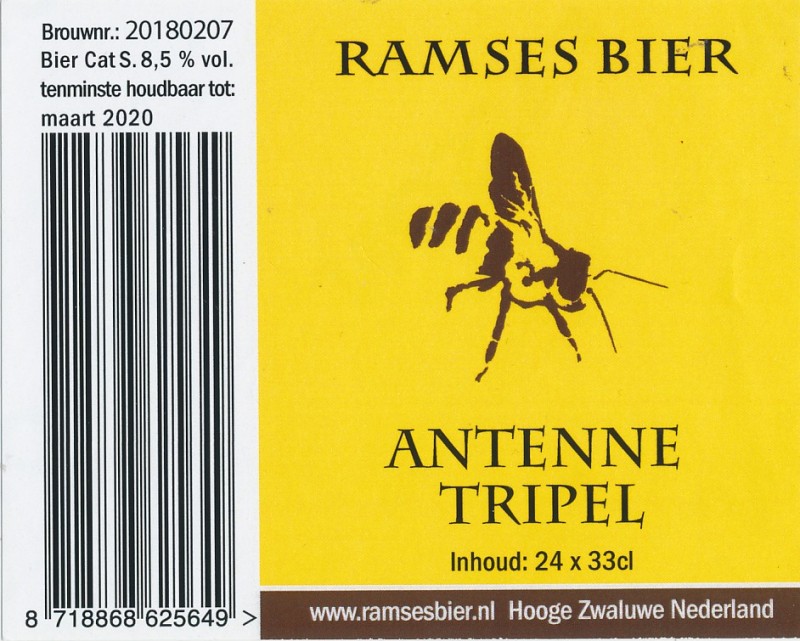 Brouwnr.: 20180207
Bier Cat S. 8,5 % vol.
tenminste houdbaar tot:
maart 2020
8 718868 625649 >
RAMSES BIER
ANTENNE
TRIPEL
Inhoud: 24 x 33cl
www.ramsesbier.nl Hooge Zwaluwe Nederland